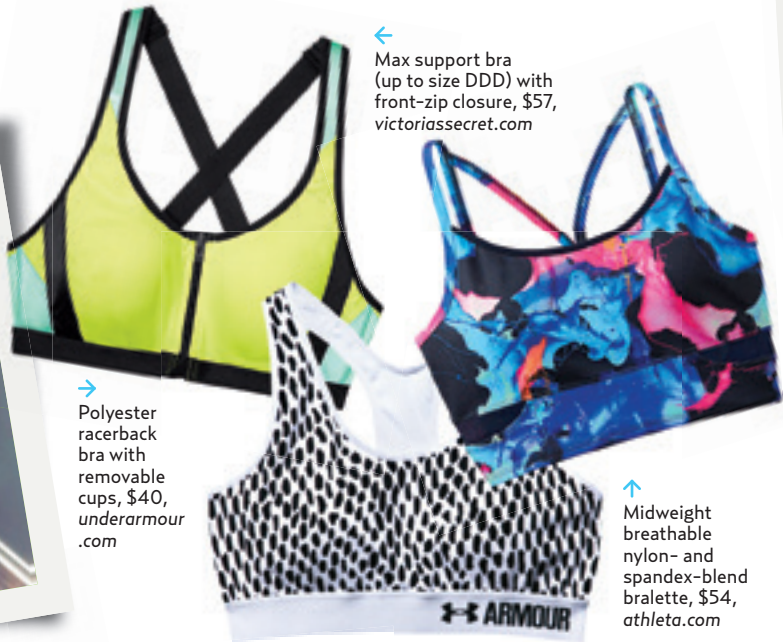 ←
Max support bra
(up to size DDD) with
front-zip closure, $57,
victoriassecret.com
→
Polyester
racerback
bra with
removable
cups, $40,
underarmour
.com
↑
Midweight
breathable
nylon- and
spandex-blend
bralette, $54,
athleta.com
ARMOUR